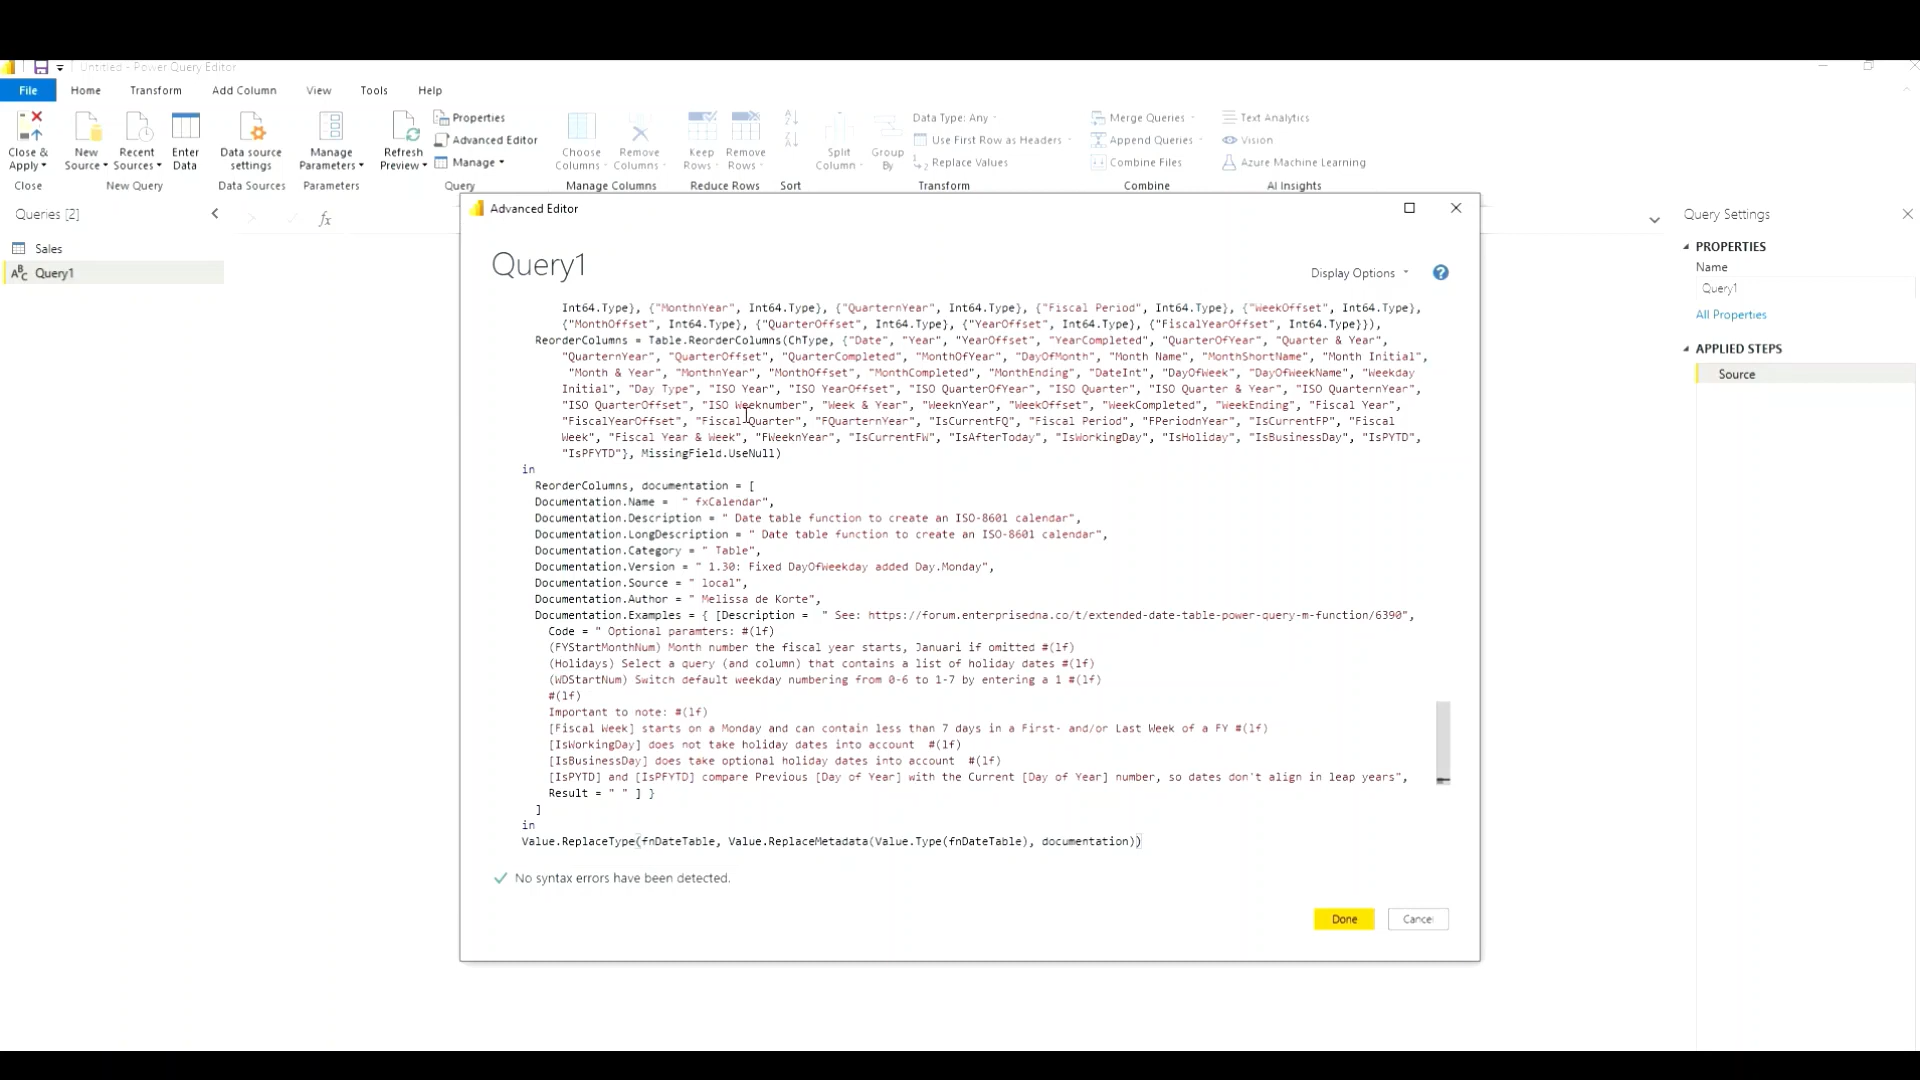 Untitled - Power Query Editor
File Home Transform Add Column View Tools Help
Close & Apply
New Source
Recent Sources
Enter Data
Data source settings
Manage Parameters
Refresh Preview
Properties
Advanced Editor
Manage
Choose Columns
Remove Columns
Keep Rows
Remove Rows
Split Column
Group By
Data Type: Any
Use First Row as Headers
Replace Values
Merge Queries
Append Queries
Combine Files
Text Analytics
Vision
Azure Machine Learning
Close New Query Data Sources Parameters Query Manage Columns Reduce Rows Sort Transform Combine AI Insights
Queries [2]
fx
Sales
Query1
Advanced Editor
Query1
Display Options
Int64.Type}, {"MonthnYear", Int64.Type}, {"QuarternYear", Int64.Type}, {"Fiscal Period", Int64.Type}, {"WeekOffset", Int64.Type},
{"MonthOffset", Int64.Type}, {"QuarterOffset", Int64.Type}, {"YearOffset", Int64.Type}, {"FiscalYearOffset", Int64.Type}}),
ReorderColumns = Table.ReorderColumns(ChType, {"Date", "Year", "YearOffset", "YearCompleted", "QuarterOfYear", "Quarter & Year",
"QuarternYear", "QuarterOffset", "QuarterCompleted", "MonthOfYear", "DayOfMonth", "Month Name", "MonthShortName", "Month Initial",
"Month & Year", "MonthnYear", "MonthOffset", "MonthCompleted", "MonthEnding", "DateInt", "DayOfWeek", "DayOfWeekName", "Weekday
Initial", "Day Type", "ISO Year", "ISO YearOffset", "ISO QuarterOfYear", "ISO Quarter", "ISO Quarter & Year", "ISO QuarternYear",
"ISO QuarterOffset", "ISO Weeknumber", "Week & Year", "WeeknYear", "WeekOffset", "WeekCompleted", "WeekEnding", "Fiscal Year",
"FiscalYearOffset", "Fiscal Quarter", "FQuarternYear", "IsCurrentFQ", "Fiscal Period", "FPeriodnYear", "IsCurrentFP", "Fiscal
Week", "Fiscal Year & Week", "FWeeknYear", "IsCurrentFW", "IsAfterToday", "IsWorkingDay", "IsHoliday", "IsBusinessDay", "IsPYTD",
"IsPFYTD"}, MissingField.UseNull)
in
ReorderColumns, documentation = [
Documentation.Name = " fxCalendar",
Documentation.Description = " Date table function to create an ISO-8601 calendar",
Documentation.LongDescription = " Date table function to create an ISO-8601 calendar",
Documentation.Category = " Table",
Documentation.Version = " 1.30: Fixed DayOfWeekday added Day.Monday",
Documentation.Source = " local",
Documentation.Author = " Melissa de Korte",
Documentation.Examples = { [Description = " See: https://forum.enterprisedna.co/t/extended-date-table-power-query-m-function/6390",
Code = " Optional paramters: #(lf)
(FYStartMonthNum) Month number the fiscal year starts, Januari if omitted #(lf)
(Holidays) Select a query (and column) that contains a list of holiday dates #(lf)
(WDStartNum) Switch default weekday numbering from 0-6 to 1-7 by entering a 1 #(lf)
#(lf)
Important to note: #(lf)
[Fiscal Week] starts on a Monday and can contain less than 7 days in a First- and/or Last Week of a FY #(lf)
[IsWorkingDay] does not take holiday dates into account #(lf)
[IsBusinessDay] does take optional holiday dates into account #(lf)
[IsPYTD] and [IsPFYTD] compare Previous [Day of Year] with the Current [Day of Year] number, so dates don't align in leap years",
Result = " " ] }
]
in
Value.ReplaceType(fnDateTable, Value.ReplaceMetadata(Value.Type(fnDateTable), documentation))
No syntax errors have been detected.
Done
Cancel
Query Settings
PROPERTIES
Name
Query1
All Properties
APPLIED STEPS
Source